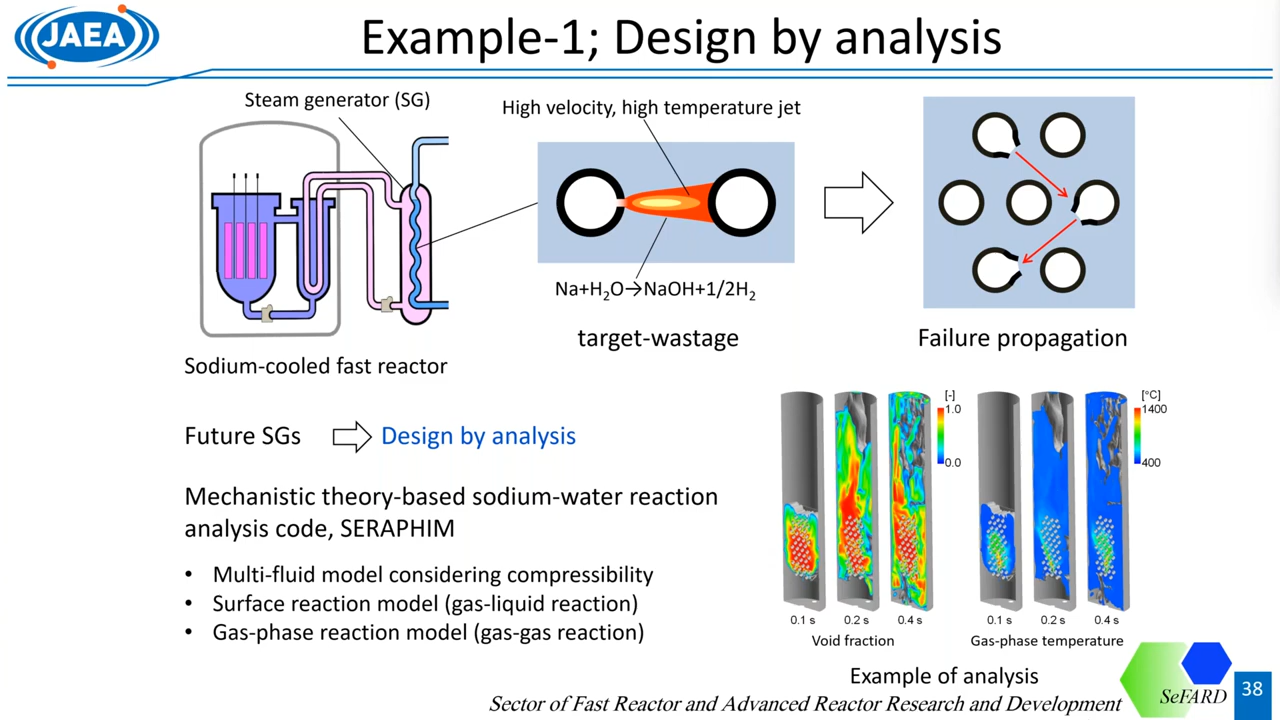 JAEA
Example-1; Design by analysis
Steam generator (SG)
High velocity, high temperature jet
Na+H₂O→NaOH+1/2H₂
target-wastage
Failure propagation
Sodium-cooled fast reactor
Future SGs
Design by analysis
Mechanistic theory-based sodium-water reaction
analysis code, SERAPHIM
• Multi-fluid model considering compressibility
• Surface reaction model (gas-liquid reaction)
• Gas-phase reaction model (gas-gas reaction)
[-]
1.0
0.0
[°C]
1400
400
0.1 s
0.2 s
0.4 s
0.1 s
0.2 s
0.4 s
Void fraction
Gas-phase temperature
Example of analysis
Sector of Fast Reactor and Advanced Reactor Research and Development
SeFARD
38